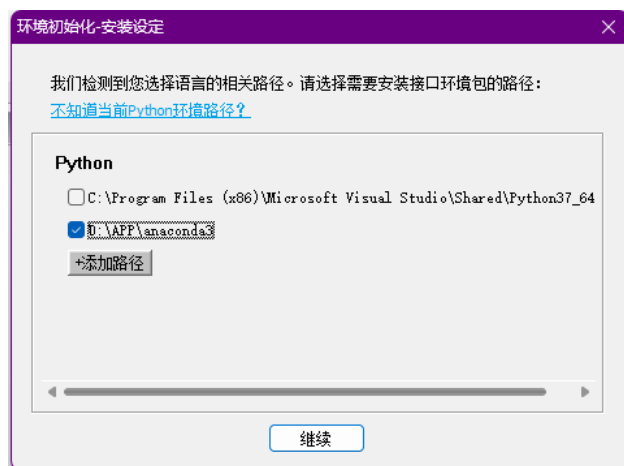 环境初始化-安装设定
我们检测到您选择语言的相关路径。请选择需要安装接口环境包的路径：
不知道当前Python环境路径？
Python
C:\Program Files (x86)\Microsoft Visual Studio\Shared\Python37_64
D:\APP\anaconda3
+添加路径
继续